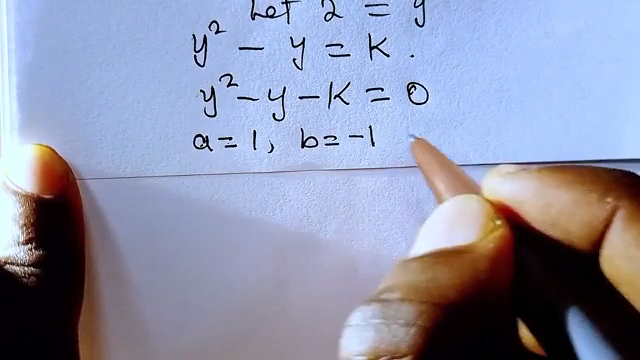 Let 2 = y
y² - y = K.
y² - y - K = 0
a = 1, b = -1